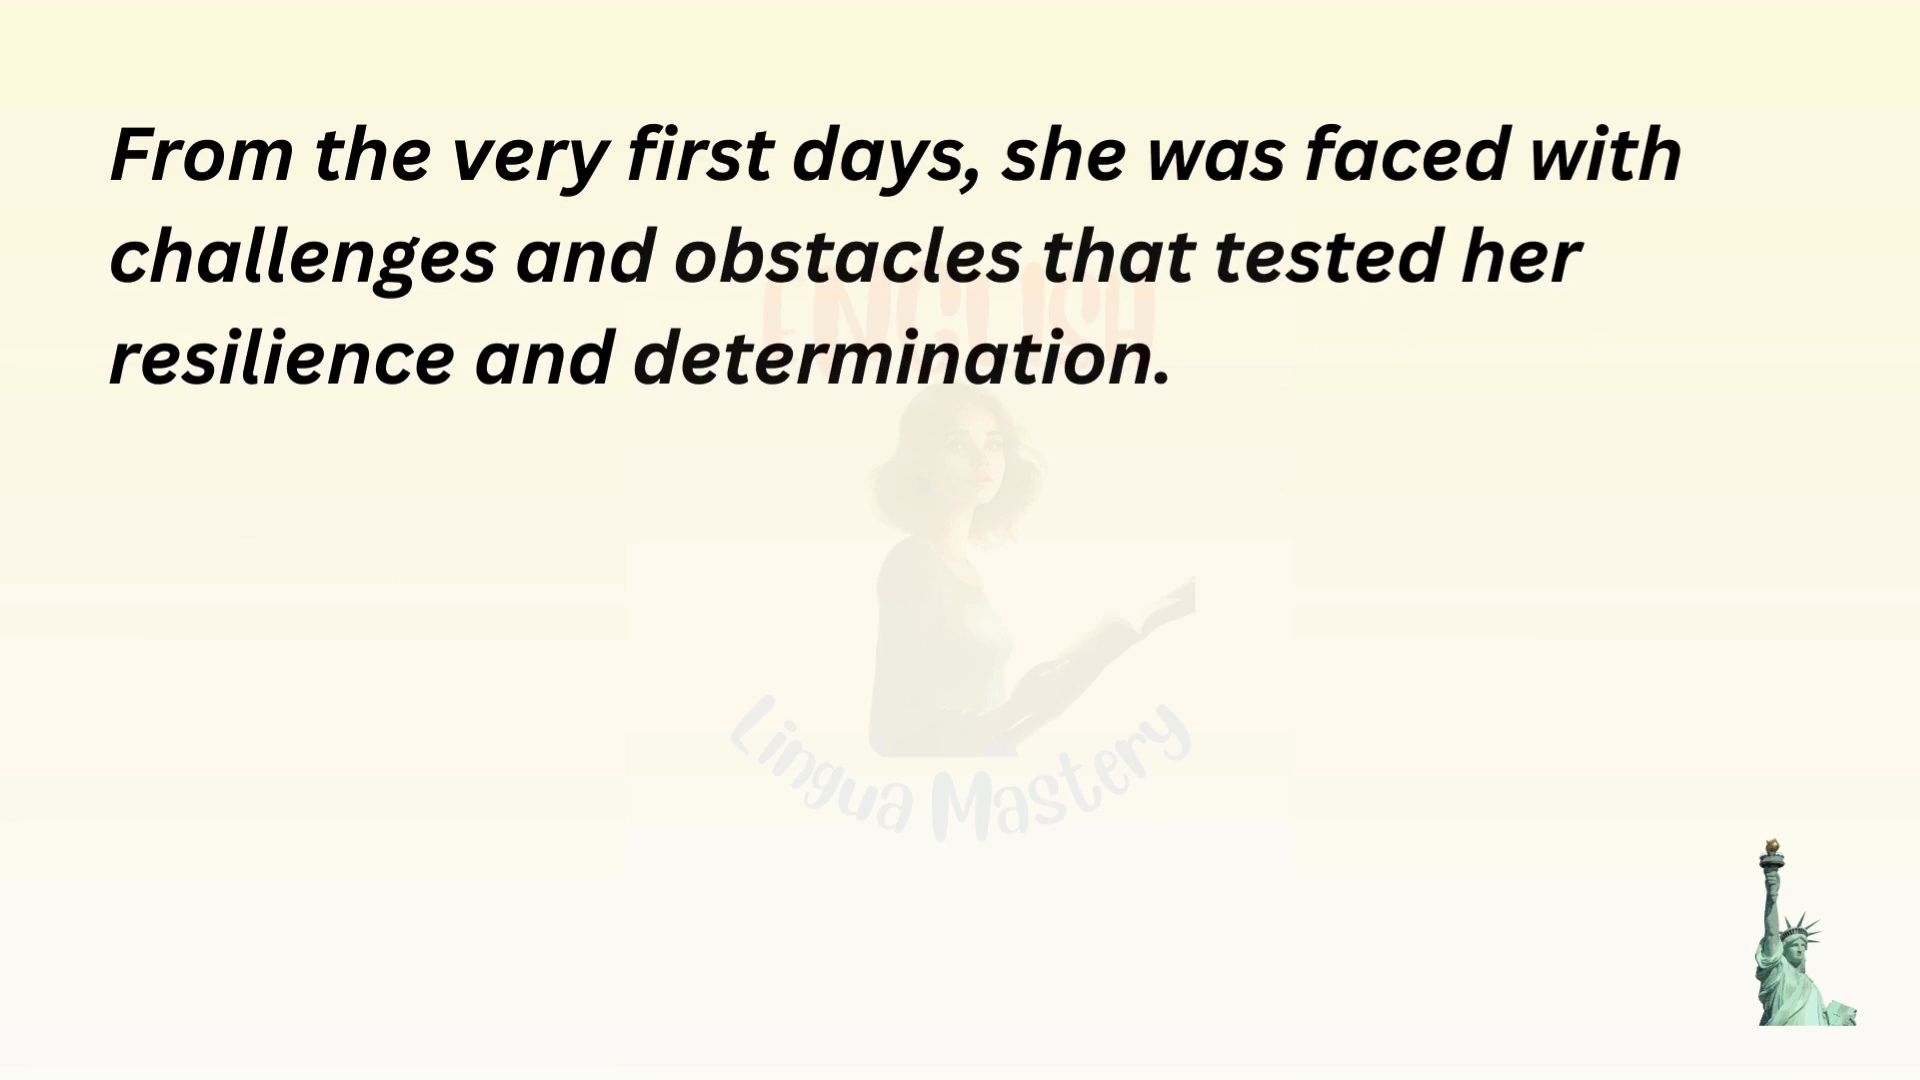 From the very first days, she was faced with
challenges and obstacles that tested her
resilience and determination.
ENGLISH
Lingua Mastery